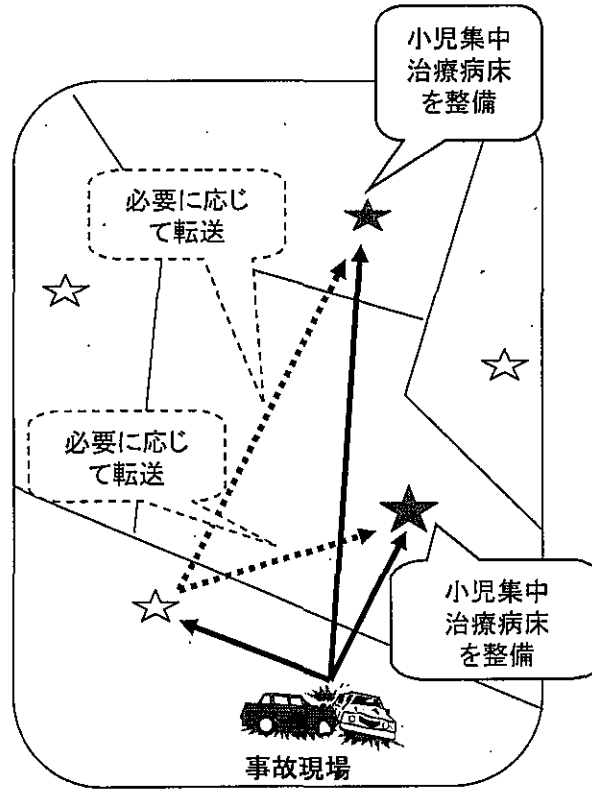 小児集中
治療病床
を整備
必要に応じ
て転送
必要に応じ
て転送
小児集中
治療病床
を整備
事故現場